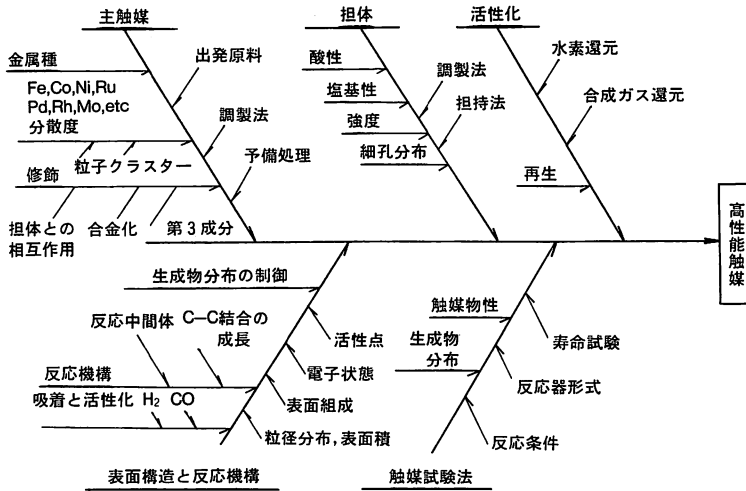 主触媒
金属種
Fe,Co,Ni,Ru
Pd,Rh,Mo,etc
分散度
粒子クラスター
修飾
担体との
相互作用
合金化
第3成分
出発原料
調製法
予備処理
担体
酸性
塩基性
強度
細孔分布
調製法
担持法
活性化
水素還元
合成ガス還元
再生
高性能触媒
生成物分布の制御
反応中間体
C−C結合の
成長
反応機構
吸着と活性化 H₂ CO
活性点
電子状態
表面組成
粒径分布,表面積
表面構造と反応機構
触媒物性
生成物
分布
寿命試験
反応器形式
反応条件
触媒試験法